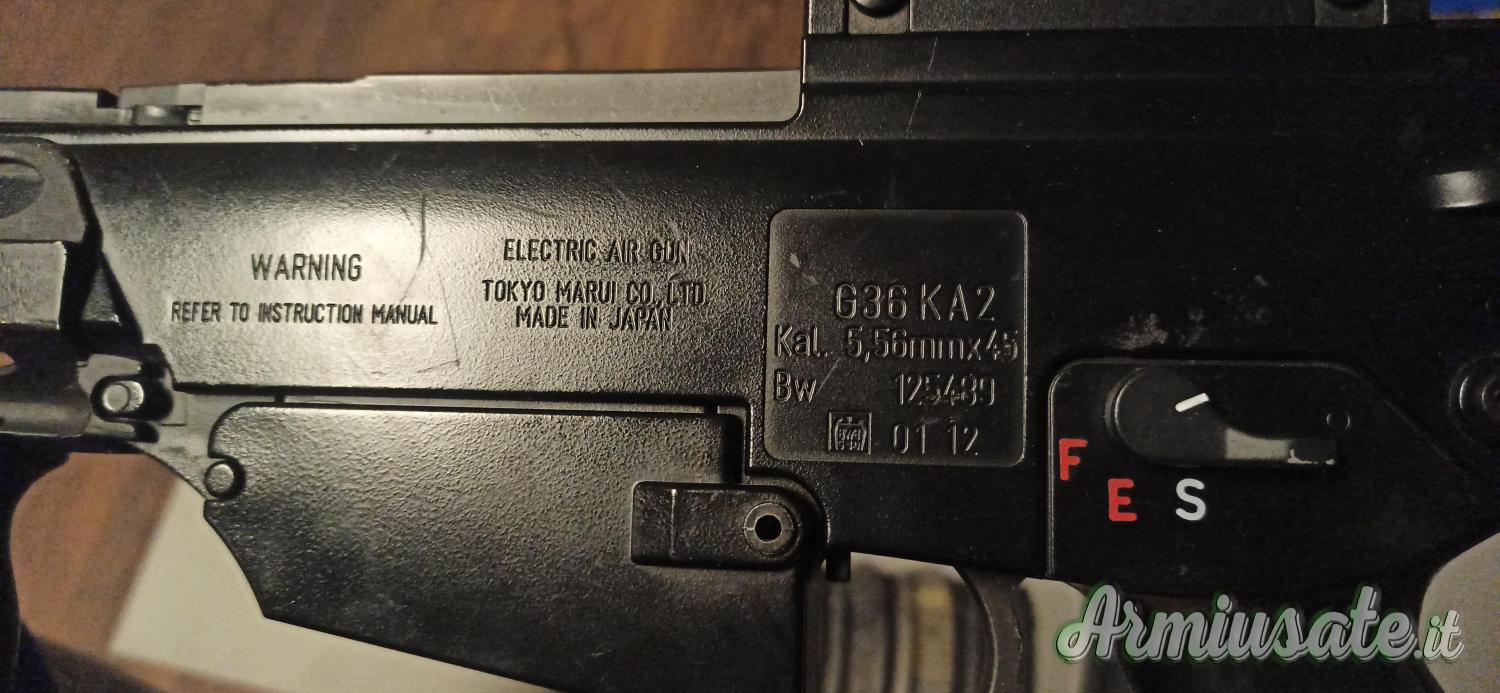 WARNING
REFER TO INSTRUCTION MANUAL
ELECTRIC AIR GUN
TOKYO MARUI CO., LTD.
MADE IN JAPAN
G36 KA2
Kal. 5,56mmx45
Bw 125489
01 12
F
E
S
Armiusate.it